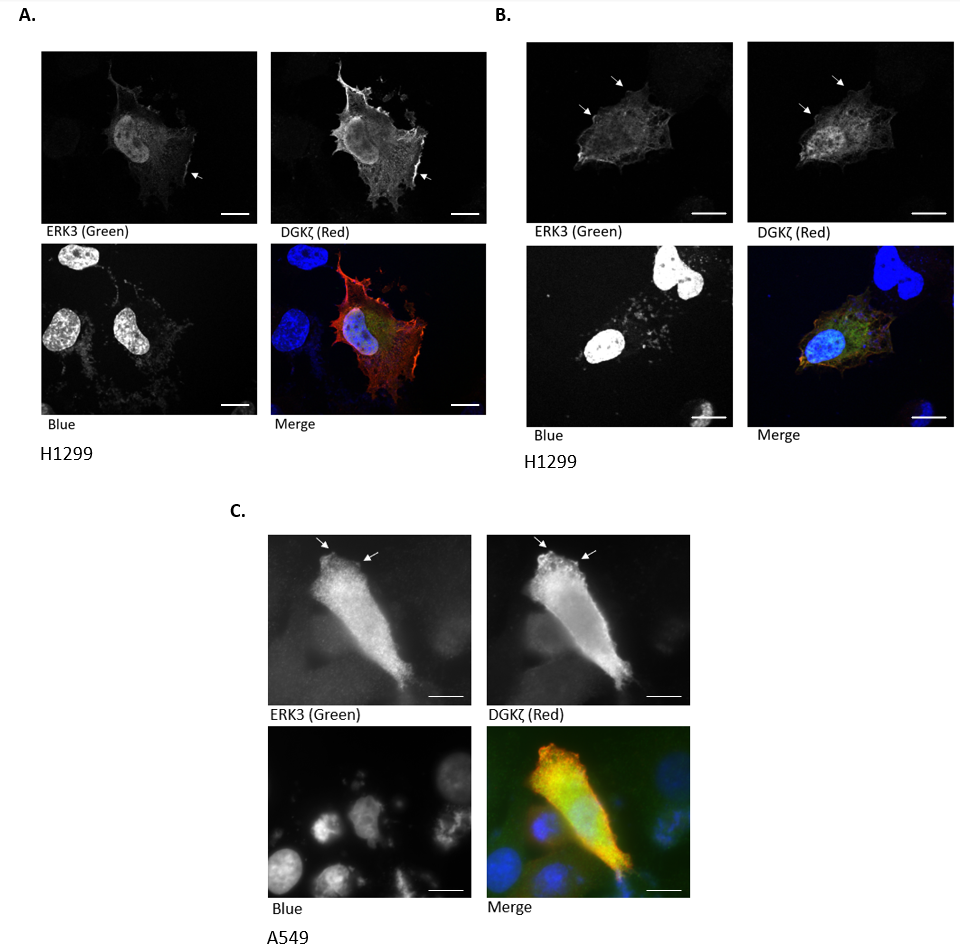 A.
ERK3 (Green)
DGKζ (Red)
Blue
Merge
H1299
B.
ERK3 (Green)
DGKζ (Red)
Blue
Merge
H1299
C.
ERK3 (Green)
DGKζ (Red)
Blue
Merge
A549